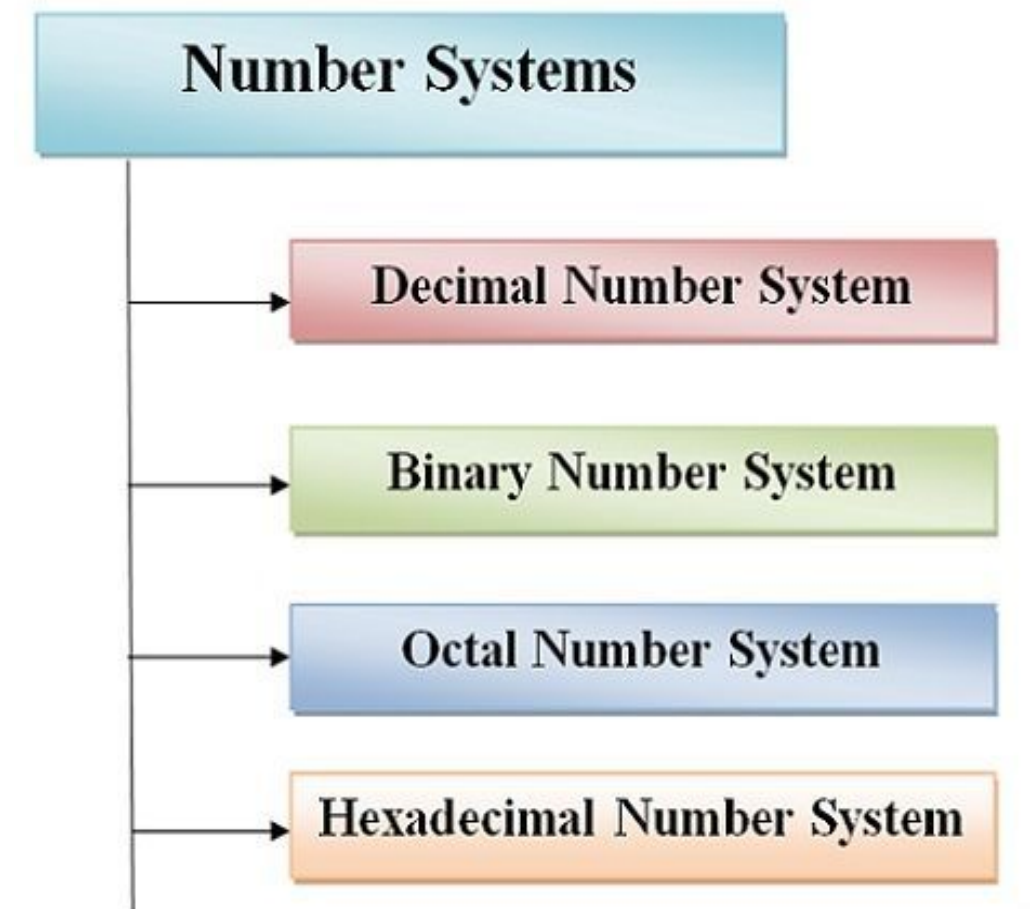 Number Systems
Decimal Number System
Binary Number System
Octal Number System
Hexadecimal Number System